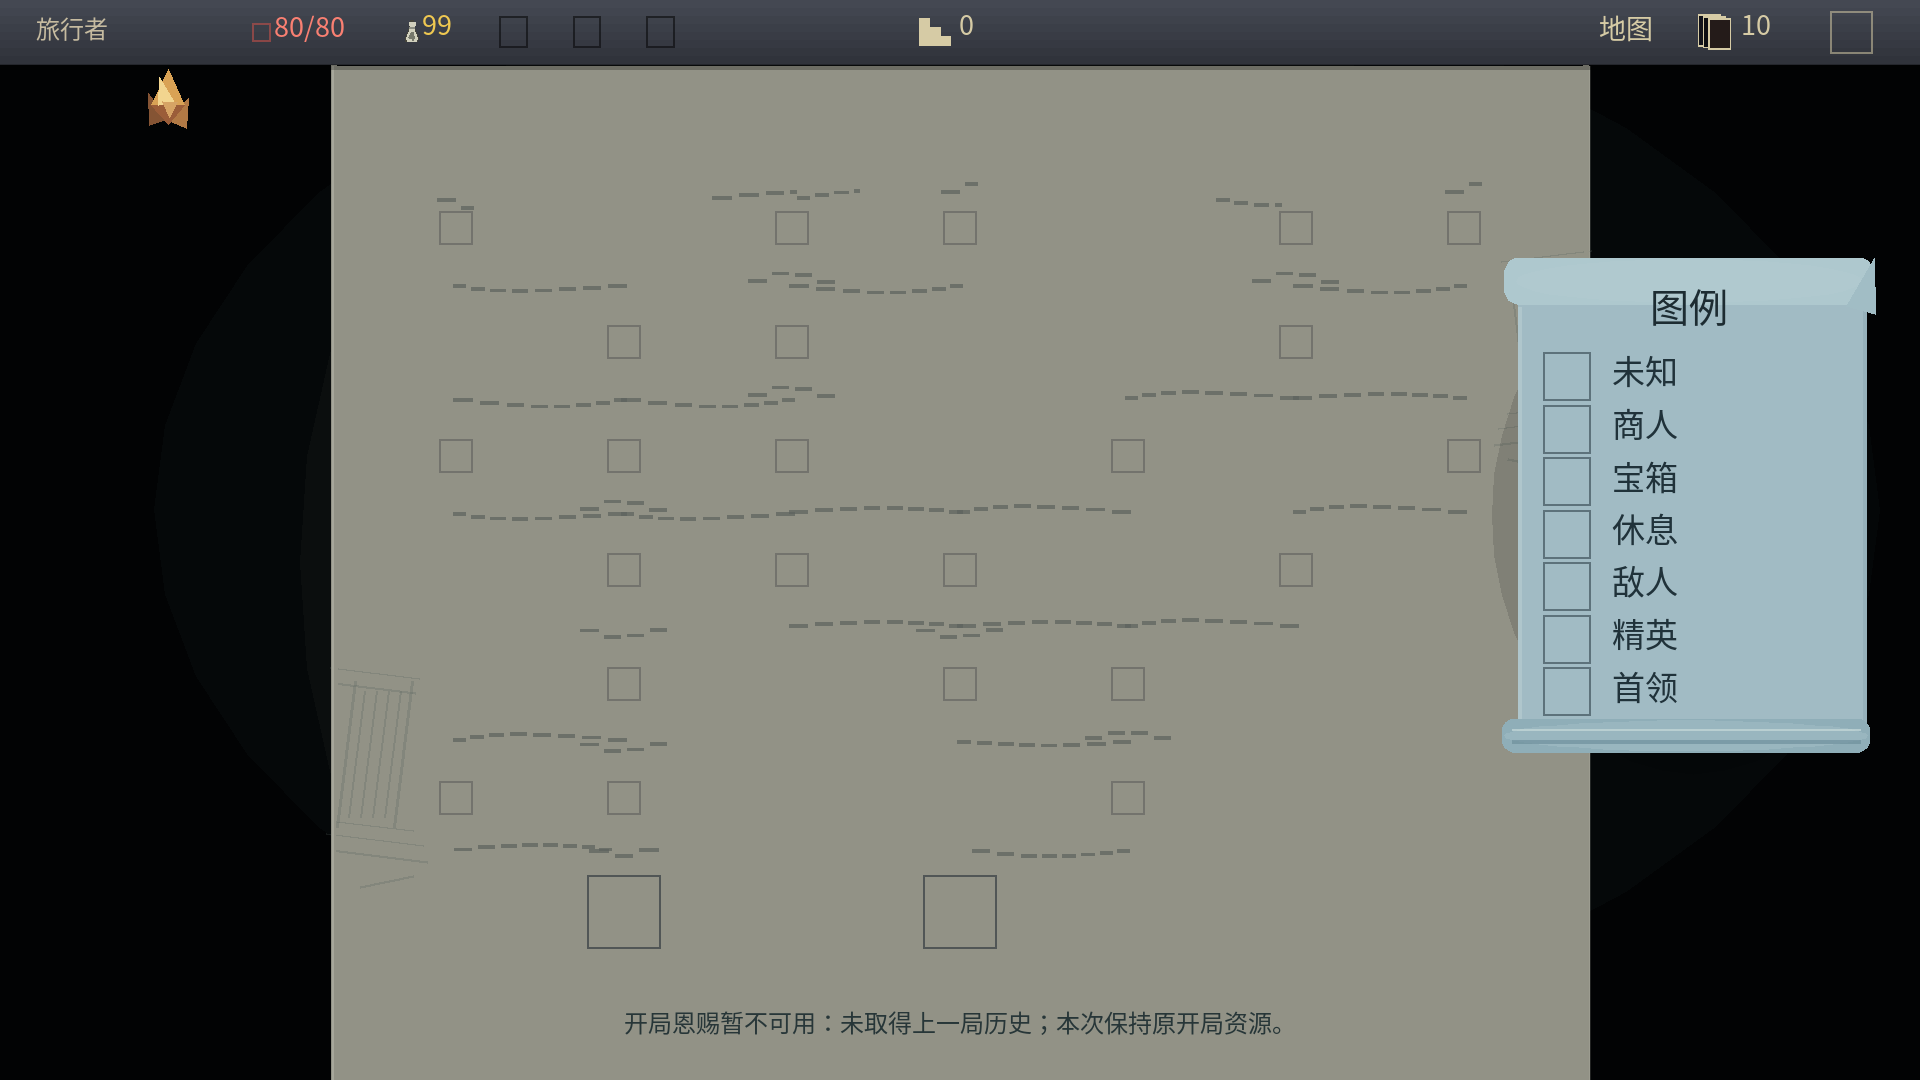 旅行者
80/80
99
0
地图
10
图例
未知
商人
宝箱
休息
敌人
精英
首领
开局恩赐暂不可用：未取得上一局历史；本次保持原开局资源。